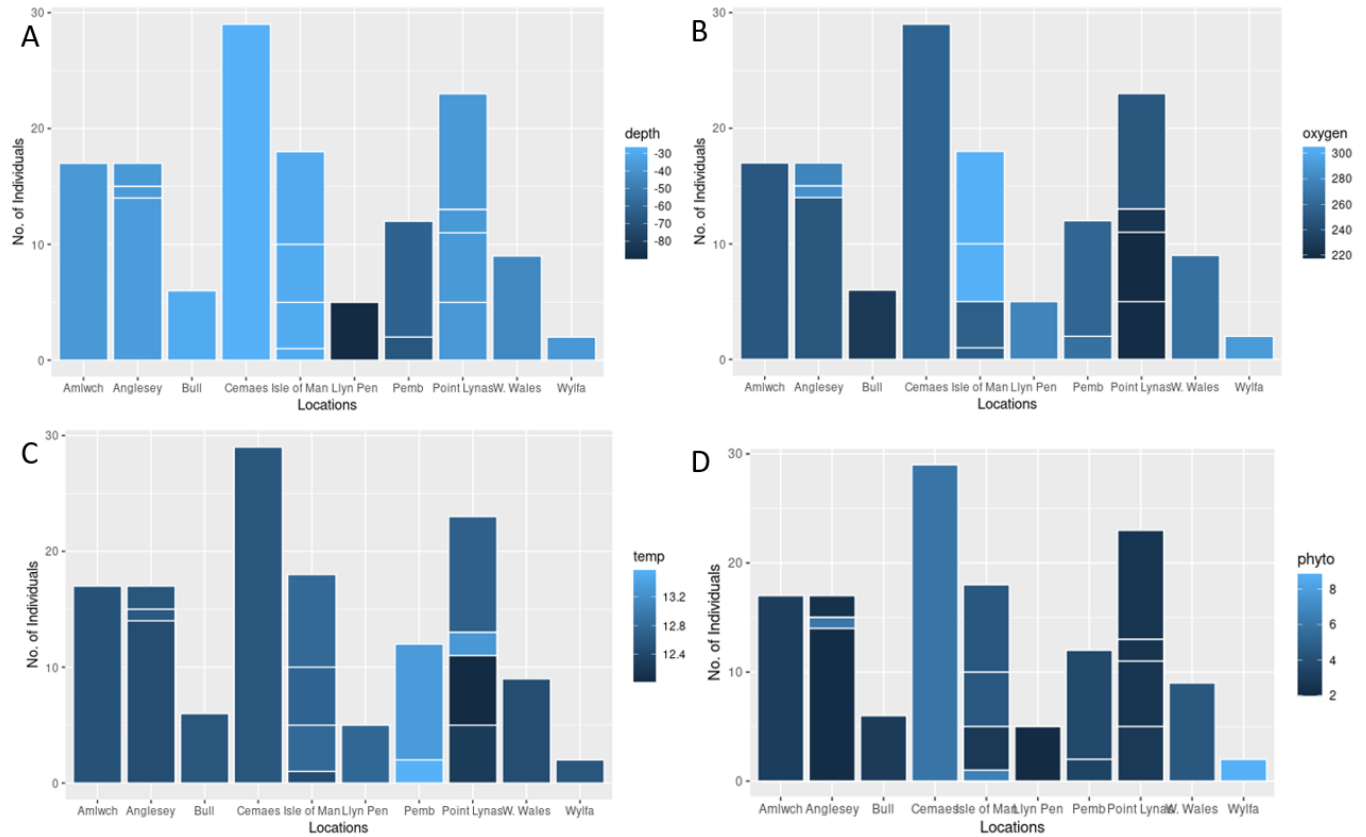 A
30
20
10
0
No. of Individuals
Amlwch Anglesey Bull Cemaes Isle of Man Llyn Pen Pemb Point Lynas W. Wales Wylfa
Locations
depth
-30
-40
-50
-60
-70
-80
B
30
20
10
0
No. of Individuals
Amlwch Anglesey Bull Cemaes Isle of Man Llyn Pen Pemb Point Lynas W. Wales Wylfa
Locations
oxygen
300
280
260
240
220
C
30
20
10
0
No. of Individuals
Amlwch Anglesey Bull Cemaes Isle of Man Llyn Pen Pemb Point Lynas W. Wales Wylfa
Locations
temp
13.2
12.8
12.4
D
30
20
10
0
No. of Individuals
Amlwch Anglesey Bull Cemaes Isle of Man Llyn Pen Pemb Point Lynas W. Wales Wylfa
Locations
phyto
8
6
4
2